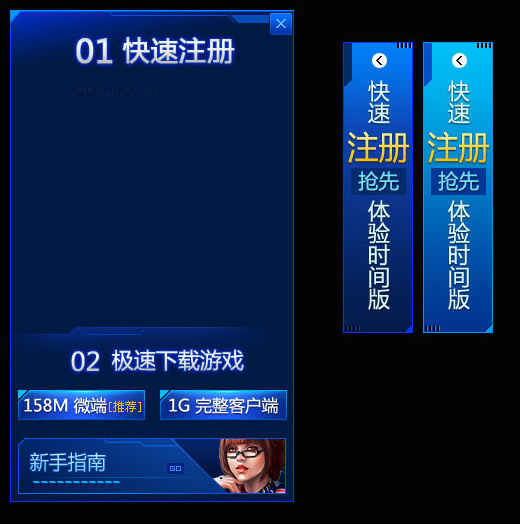 01 快速注册
02 极速下载游戏
158M 微端[推荐]
1G 完整客户端
新手指南
GO
快速
注册
抢先
体验时间版
快速
注册
抢先
体验时间版